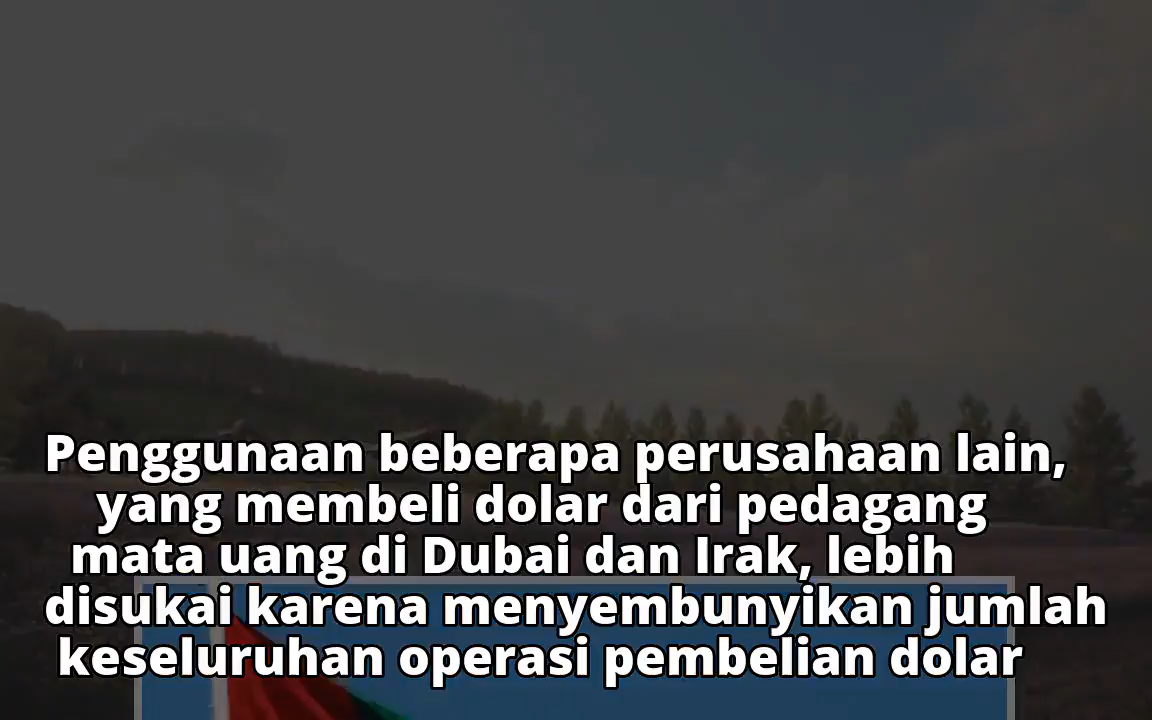 Penggunaan beberapa perusahaan lain,
yang membeli dolar dari pedagang
mata uang di Dubai dan Irak, lebih
disukai karena menyembunyikan jumlah
keseluruhan operasi pembelian dolar